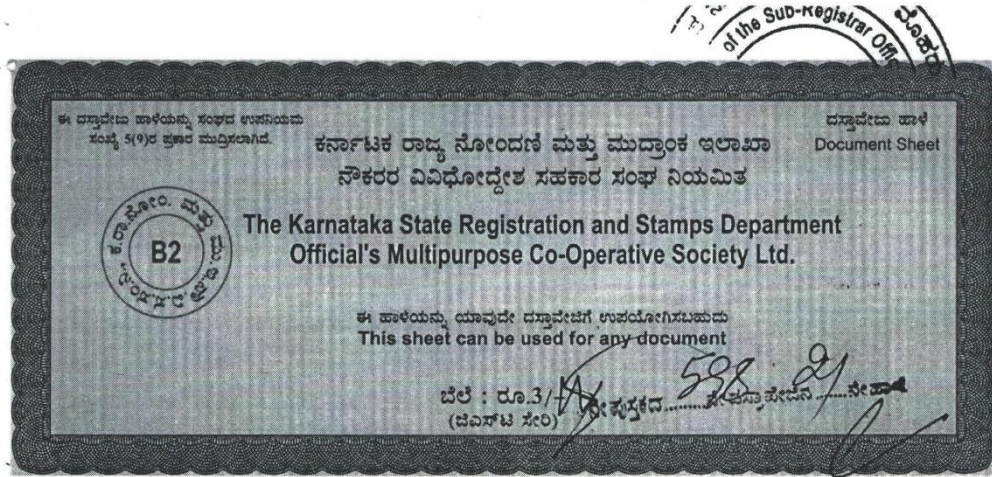 of the Sub-Registrar Offic
ಈ ದಸ್ತಾವೇಜು ಹಾಳೆಯನ್ನು ಸಂಘದ ಉಪನಿಯಮ
ಸಂಖ್ಯೆ 5(9)ರ ಪ್ರಕಾರ ಮುದ್ರಿಸಲಾಗಿದೆ.
ದಸ್ತಾವೇಜು ಹಾಳೆ
Document Sheet
ಕರ್ನಾಟಕ ರಾಜ್ಯ ನೋಂದಣಿ ಮತ್ತು ಮುದ್ರಾಂಕ ಇಲಾಖಾ
ನೌಕರರ ವಿವಿಧೋದ್ದೇಶ ಸಹಕಾರ ಸಂಘ ನಿಯಮಿತ
B2
The Karnataka State Registration and Stamps Department
Official's Multipurpose Co-Operative Society Ltd.
ಈ ಹಾಳೆಯನ್ನು ಯಾವುದೇ ದಸ್ತಾವೇಜಿಗೆ ಉಪಯೋಗಿಸಬಹುದು
This sheet can be used for any document
ಬೆಲೆ : ರೂ.3/-
ನೇ ಪುಸ್ತಕದ
(ಜಿಎಸ್‌ಟಿ ಸೇರಿ)